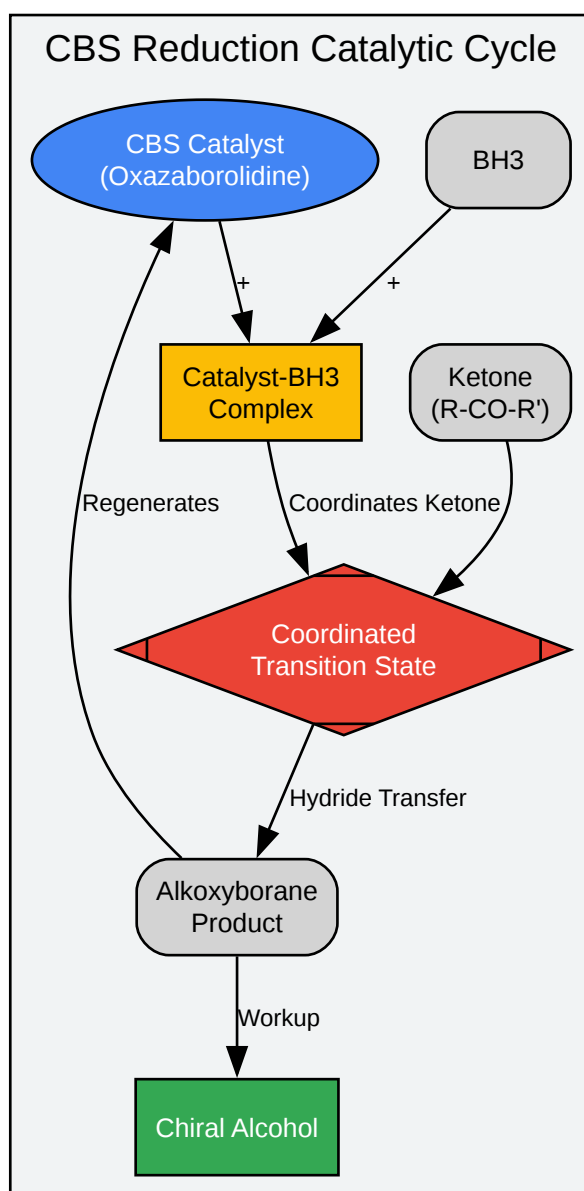 CBS Reduction Catalytic Cycle
CBS Catalyst
(Oxazaborolidine)
BH3
+
+
Catalyst-BH3
Complex
Ketone
(R-CO-R')
Regenerates
Coordinates Ketone
Coordinated
Transition State
Hydride Transfer
Alkoxyborane
Product
Workup
Chiral Alcohol